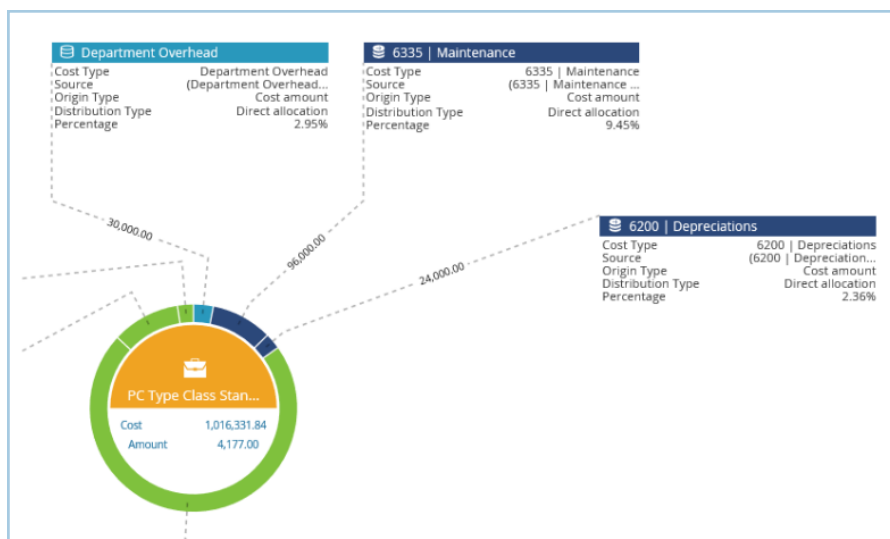 Department Overhead
Cost Type Department Overhead
Source (Department Overhead...
Origin Type Cost amount
Distribution Type Direct allocation
Percentage 2.95%
6335 | Maintenance
Cost Type 6335 | Maintenance
Source (6335 | Maintenance ...
Origin Type Cost amount
Distribution Type Direct allocation
Percentage 9.45%
30,000.00
96,000.00
24,000.00
6200 | Depreciations
Cost Type 6200 | Depreciations
Source (6200 | Depreciation...
Origin Type Cost amount
Distribution Type Direct allocation
Percentage 2.36%
PC Type Class Stan...
Cost 1,016,331.84
Amount 4,177.00